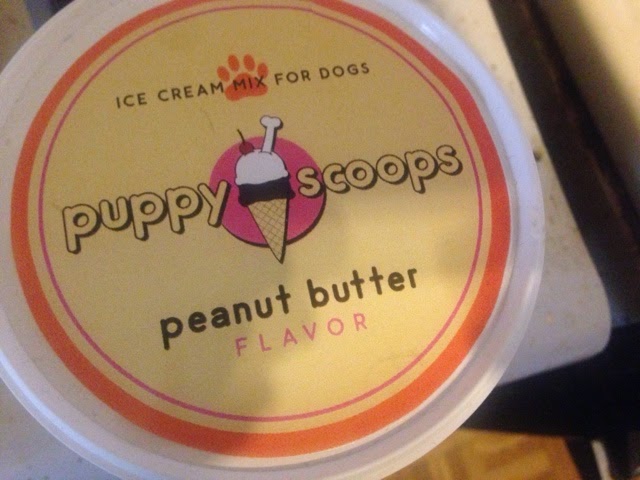 ICE CREAM MIX FOR DOGS
puppy scoops
peanut butter
FLAVOR